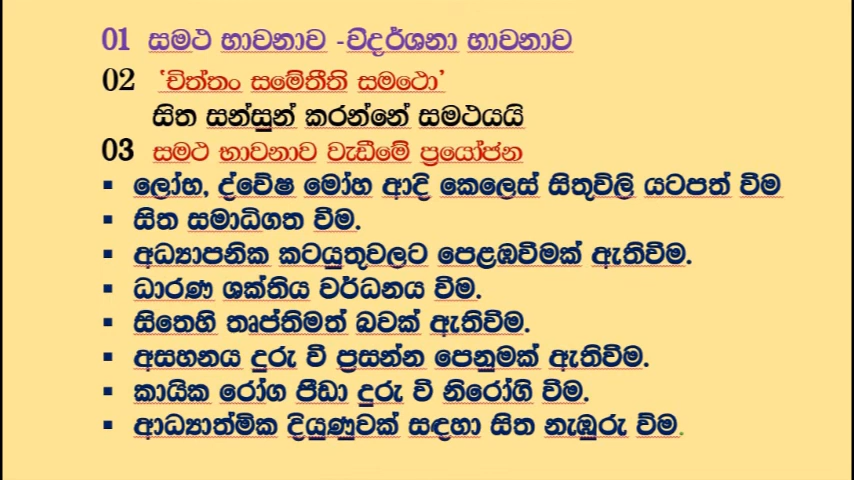 01 සමථ භාවනාව -විදර්ශනා භාවනාව
02 'චිත්තං සමේතීති සමථො'
සිත සන්සුන් කරන්නේ සමථයයි
03 සමථ භාවනාව වැඩීමේ ප්‍රයෝජන
▪ ලෝභ, ද්වේෂ මෝහ ආදි කෙලෙස් සිතුවිලි යටපත් වීම
▪ සිත සමාධිගත වීම.
▪ අධ්‍යාපනික කටයුතුවලට පෙළඹවීමක් ඇතිවීම.
▪ ධාරණ ශක්තිය වර්ධනය වීම.
▪ සිතෙහි තෘප්තිමත් බවක් ඇතිවීම.
▪ අසහනය දුරු වී ප්‍රසන්න පෙනුමක් ඇතිවීම.
▪ කායික රෝග පීඩා දුරු වී නිරෝගි වීම.
▪ ආධ්‍යාත්මික දියුණුවක් සඳහා සිත නැඹුරු වීම.